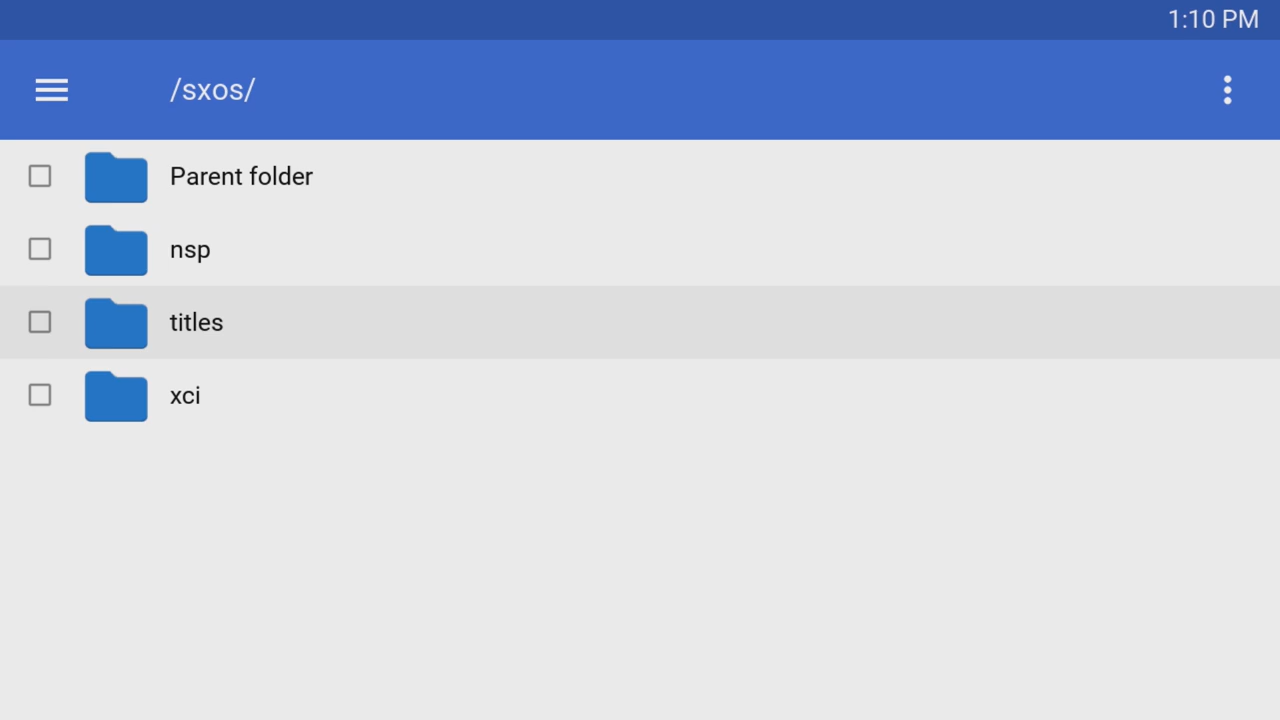 1:10 PM
/sxos/
Parent folder
nsp
titles
xci